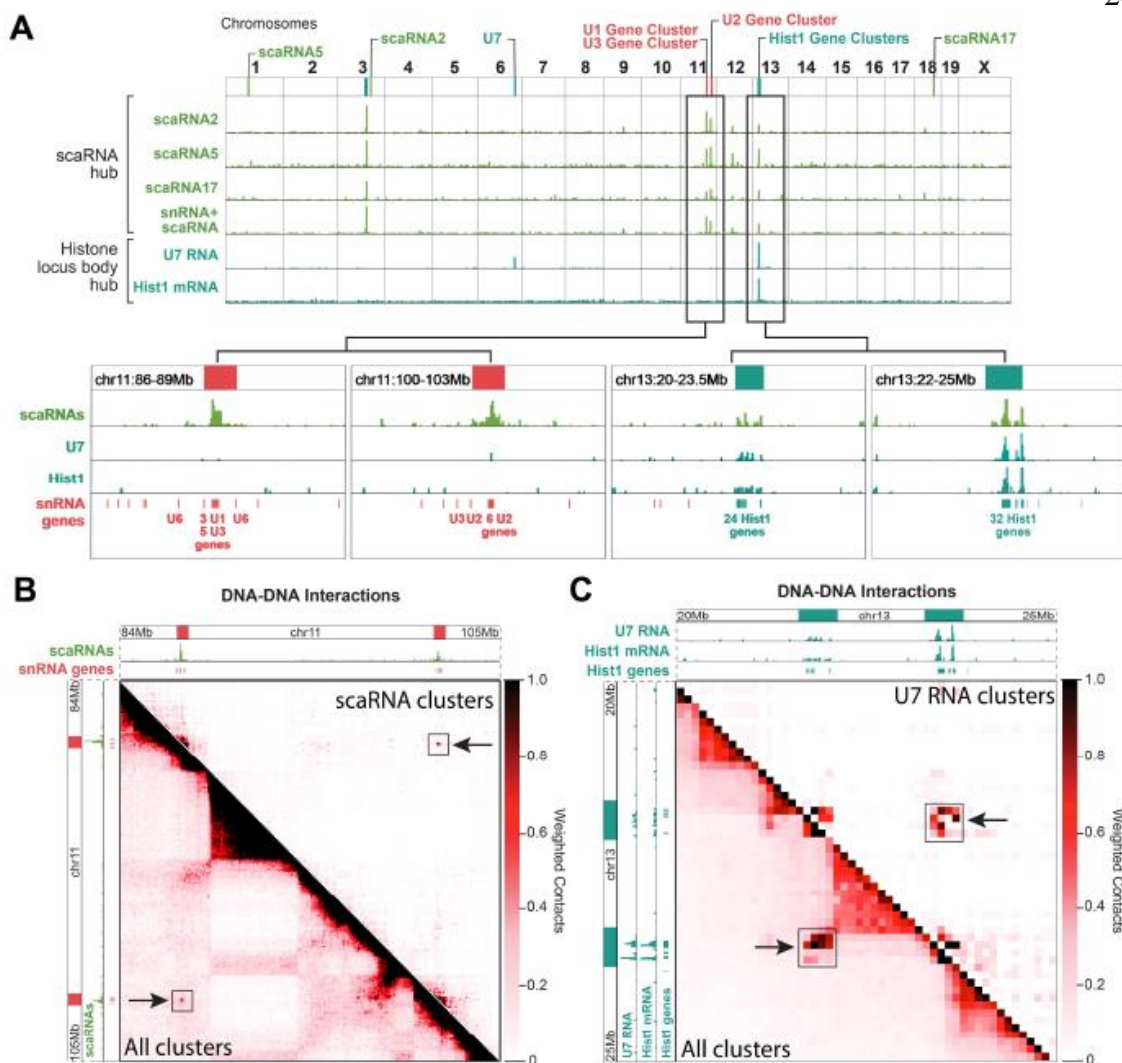 A
Chromosomes
U2 Gene Cluster
U1 Gene Cluster
U3 Gene Cluster
Hist1 Gene Clusters
scaRNA5
scaRNA2
U7
scaRNA17
1 2 3 4 5 6 7 8 9 10 11 12 13 14 15 16 17 18 19 X
scaRNA
hub
scaRNA2
scaRNA5
scaRNA17
snRNA+
scaRNA
Histone
locus body
hub
U7 RNA
Hist1 mRNA
chr11:86-89Mb
chr11:100-103Mb
chr13:20-23.5Mb
chr13:22-25Mb
scaRNAs
U7
Hist1
snRNA
genes
U6 3 U1 U6
5 U3
genes
U3 U2 6 U2
genes
24 Hist1
genes
32 Hist1
genes
B
DNA-DNA Interactions
84Mb chr11 105Mb
scaRNAs
snRNA genes
84Mb
chr11
105Mb
scaRNAs
scaRNA clusters
All clusters
1.0
0.8
0.6
0.4
0.2
0
Weighted Contacts
C
DNA-DNA Interactions
20Mb chr13 26Mb
U7 RNA
Hist1 mRNA
Hist1 genes
20Mb
chr13
25Mb
U7 RNA
Hist1 mRNA
Hist1 genes
U7 RNA clusters
All clusters
1.0
0.8
0.6
0.4
0.2
0
Weighted Contacts